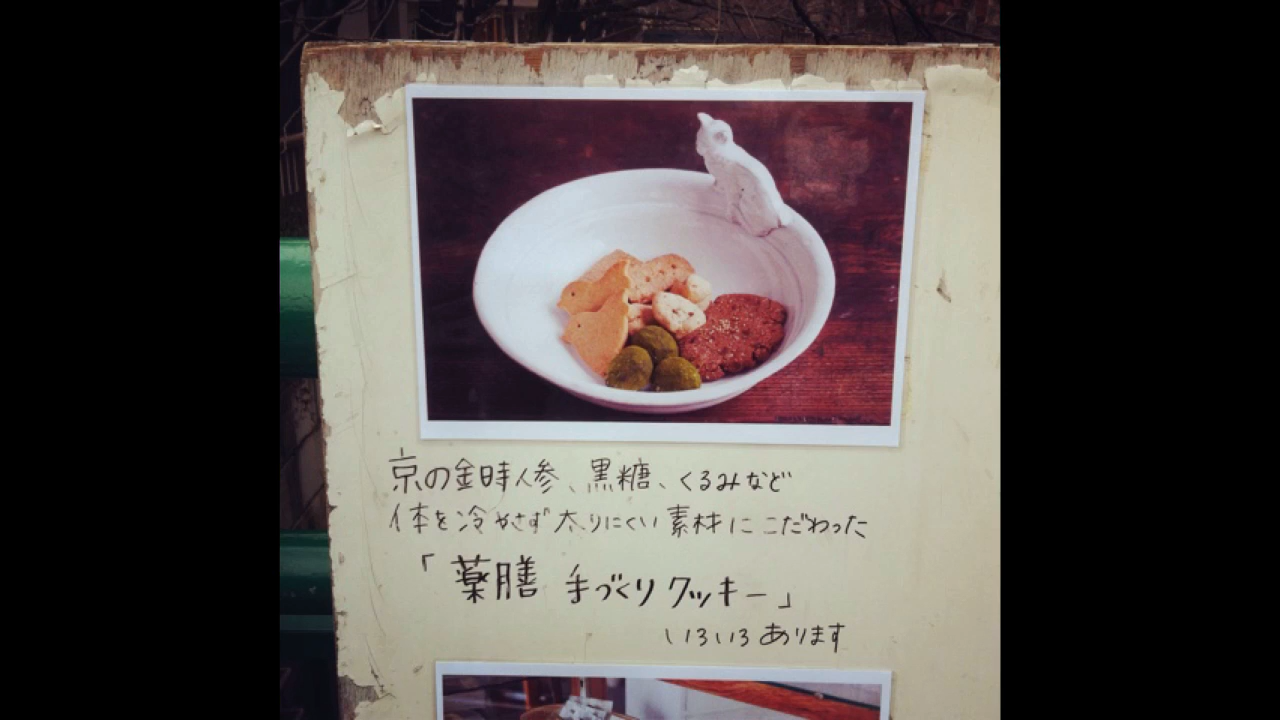 京の金時人参、黒糖、くるみなど
体を冷やさず太りにくい素材にこだわった
「薬膳 手づくりクッキー」
いろいろあります